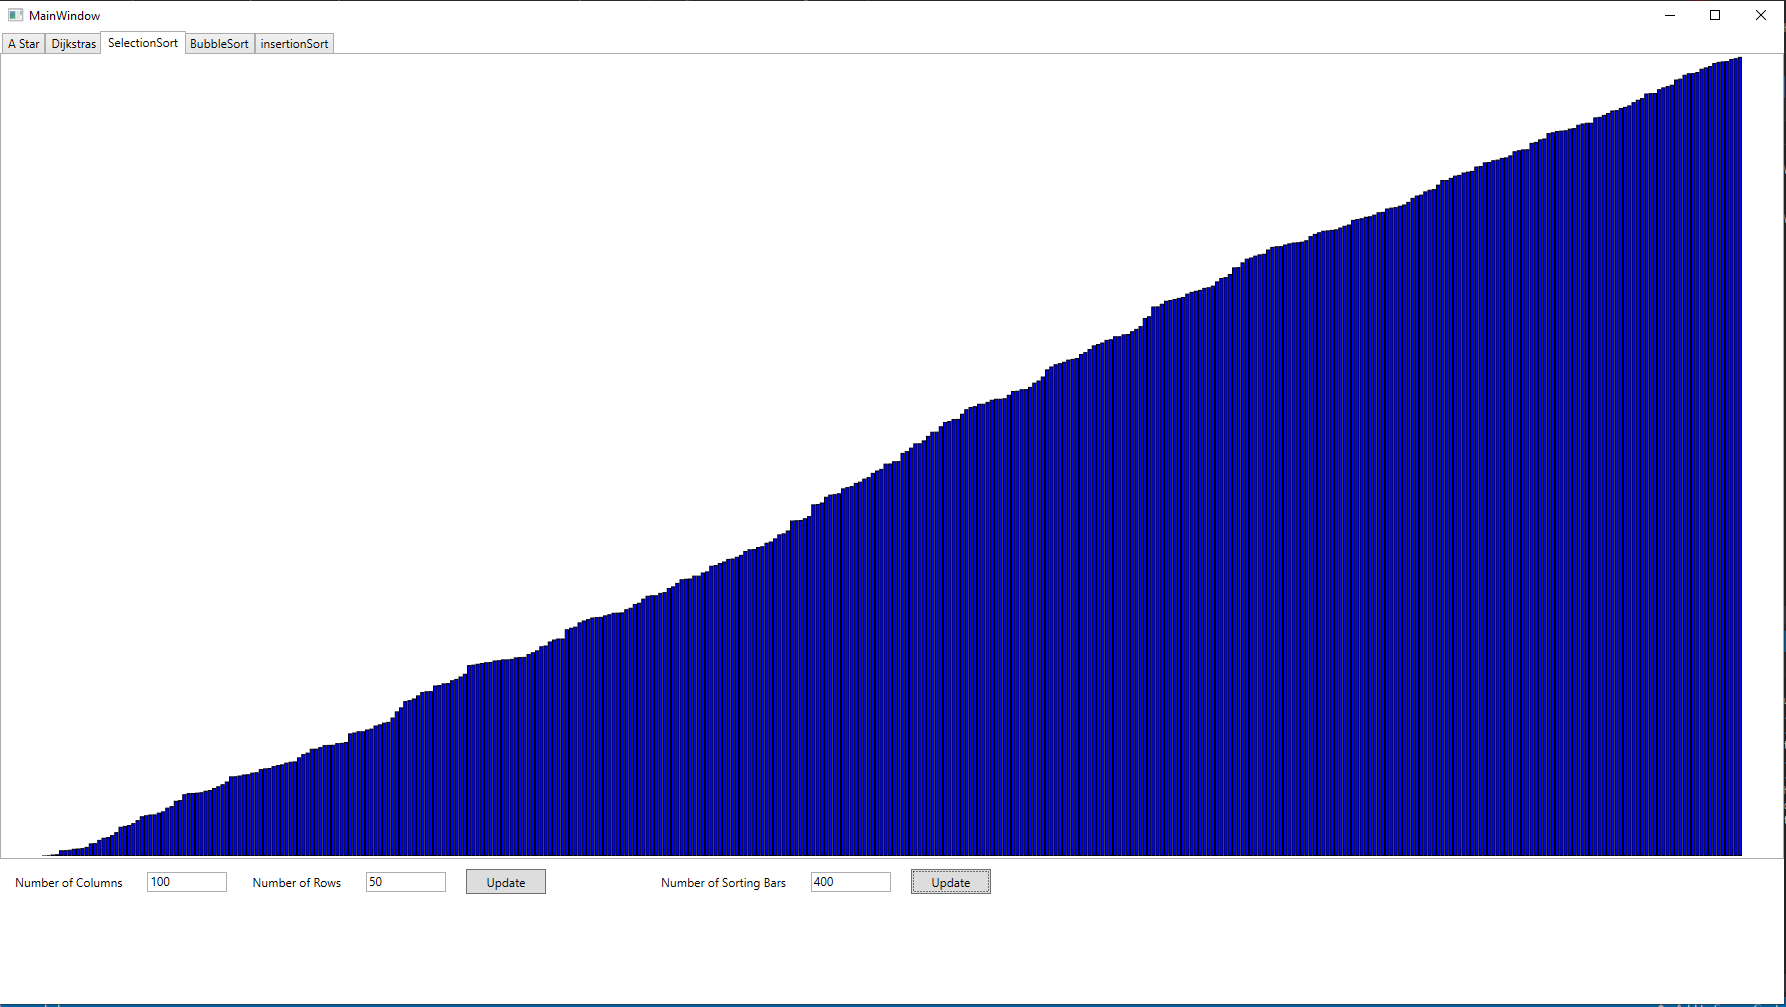 MainWindow
A Star Dijkstras SelectionSort BubbleSort insertionSort
Number of Columns 100 Number of Rows 50 Update Number of Sorting Bars 400 Update